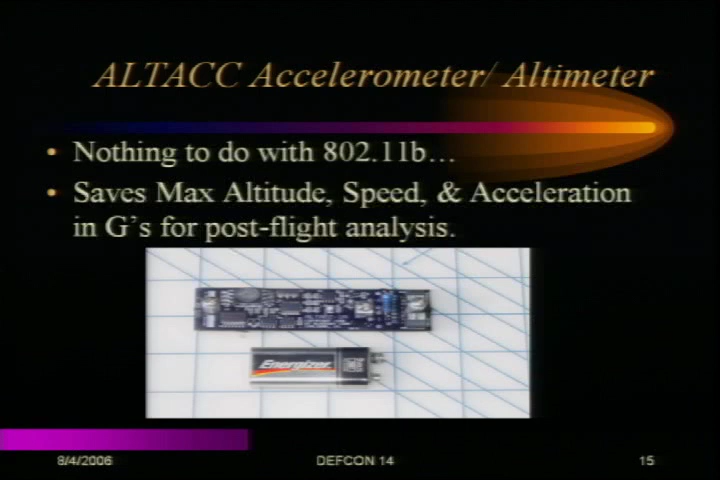 ALTACC Accelerometer/ Altimeter
• Nothing to do with 802.11b…
• Saves Max Altitude, Speed, & Acceleration
in G's for post-flight analysis.
Energizer
8/4/2006 DEFCON 14 15